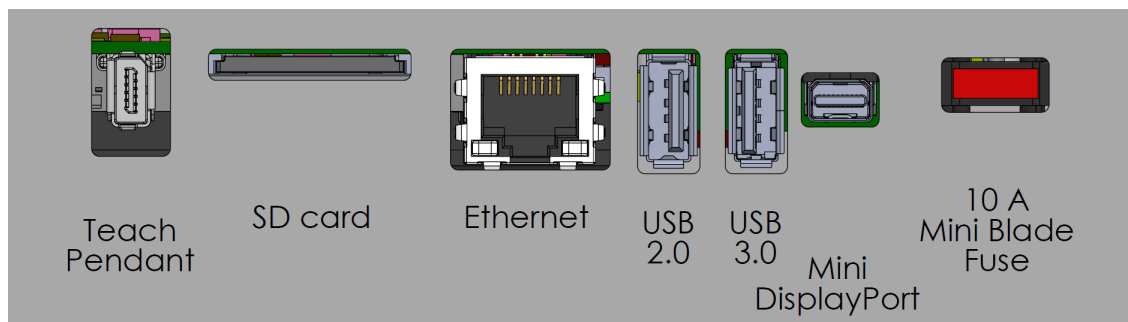 Teach
Pendant
SD card
Ethernet
USB
2.0
USB
3.0
Mini
DisplayPort
10 A
Mini Blade
Fuse